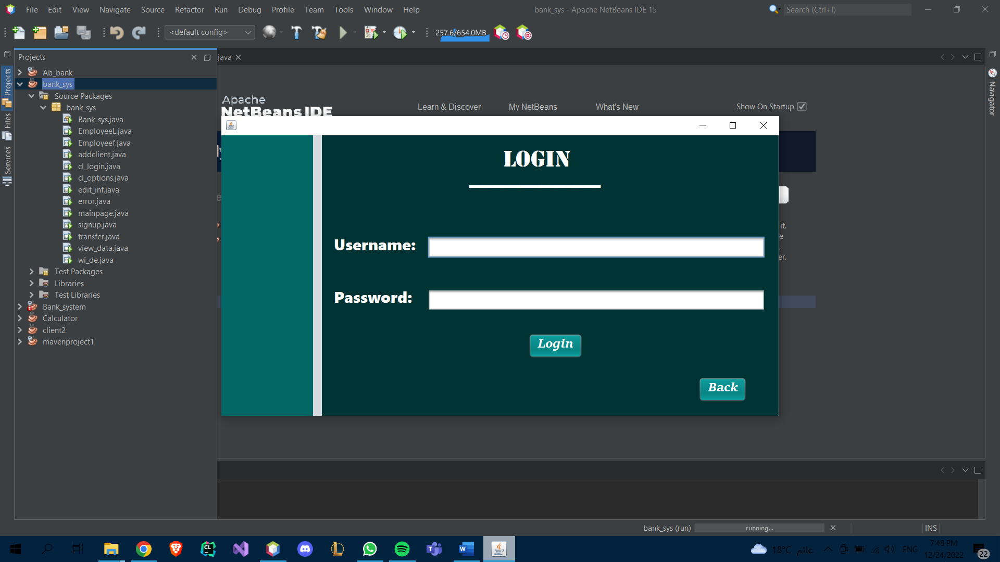 File Edit View Navigate Source Refactor Run Debug Profile Team Tools Window Help
bank_sys - Apache NetBeans IDE 15
Search (Ctrl+I)
<default config>
257.6/654.0MB
Projects
java
Projects
Files
Services
Navigator
Ab_bank
bank_sys
Source Packages
bank_sys
Bank_sys.java
EmployeeL.java
Employeef.java
addclient.java
cl_login.java
cl_options.java
edit_inf.java
error.java
mainpage.java
signup.java
transfer.java
view_data.java
wi_de.java
Test Packages
Libraries
Test Libraries
Bank_system
Calculator
client2
mavenproject1
Apache
NetBeans IDE
Learn & Discover
My NetBeans
What's New
Show On Startup
LOGIN
Username:
Password:
Login
Back
it.
er.
bank_sys (run)
running...
INS
18°C غائم
ENG
7:48 PM
12/24/2022
22